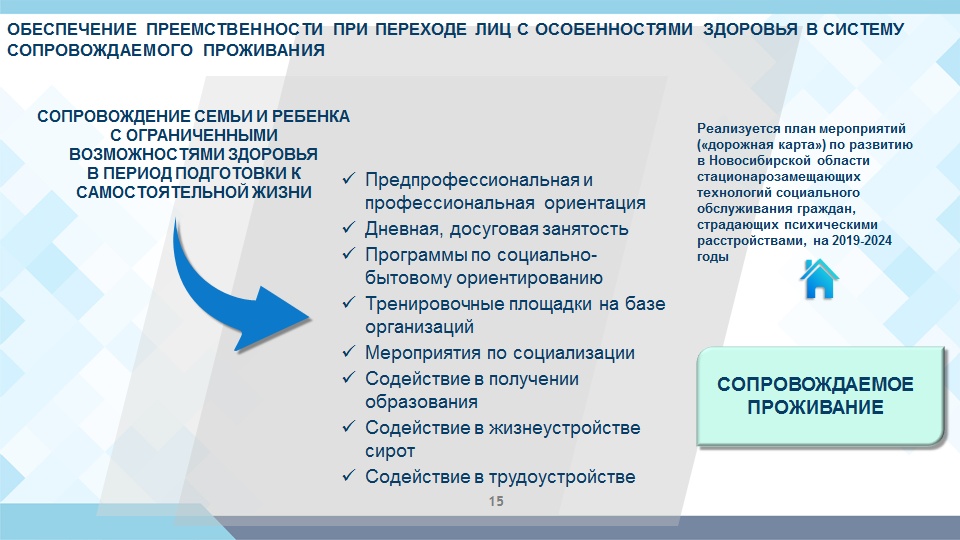 ОБЕСПЕЧЕНИЕ ПРЕЕМСТВЕННОСТИ ПРИ ПЕРЕХОДЕ ЛИЦ С ОСОБЕННОСТЯМИ ЗДОРОВЬЯ В СИСТЕМУ
СОПРОВОЖДАЕМОГО ПРОЖИВАНИЯ
СОПРОВОЖДЕНИЕ СЕМЬИ И РЕБЕНКА
С ОГРАНИЧЕННЫМИ
ВОЗМОЖНОСТЯМИ ЗДОРОВЬЯ
В ПЕРИОД ПОДГОТОВКИ К
САМОСТОЯТЕЛЬНОЙ ЖИЗНИ
✓ Предпрофессиональная и
профессиональная ориентация
✓ Дневная, досуговая занятость
✓ Программы по социально-
бытовому ориентированию
✓ Тренировочные площадки на базе
организаций
✓ Мероприятия по социализации
✓ Содействие в получении
образования
✓ Содействие в жизнеустройстве
сирот
✓ Содействие в трудоустройстве
Реализуется план мероприятий
(«дорожная карта») по развитию
в Новосибирской области
стационарозамещающих
технологий социального
обслуживания граждан,
страдающих психическими
расстройствами, на 2019-2024
годы
СОПРОВОЖДАЕМОЕ
ПРОЖИВАНИЕ
15